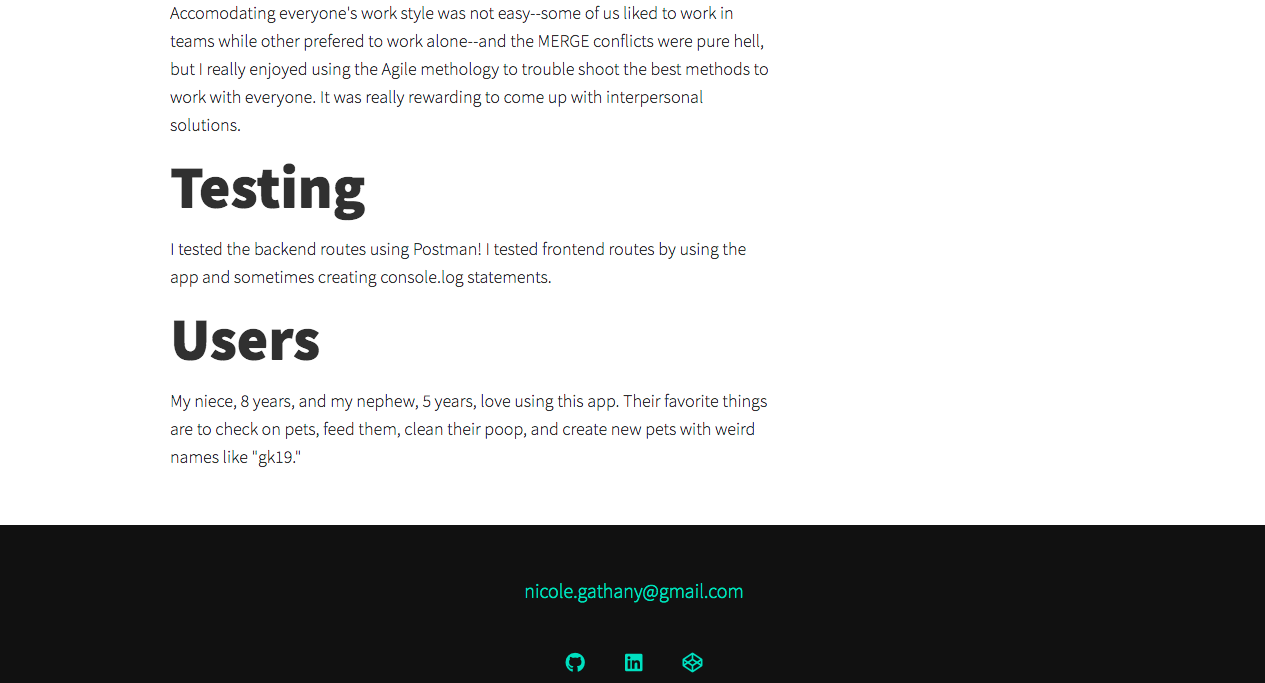 Accomodating everyone's work style was not easy--some of us liked to work in
teams while other prefered to work alone--and the MERGE conflicts were pure hell,
but I really enjoyed using the Agile methology to trouble shoot the best methods to
work with everyone. It was really rewarding to come up with interpersonal
solutions.
Testing
I tested the backend routes using Postman! I tested frontend routes by using the
app and sometimes creating console.log statements.
Users
My niece, 8 years, and my nephew, 5 years, love using this app. Their favorite things
are to check on pets, feed them, clean their poop, and create new pets with weird
names like "gk19."
nicole.gathany@gmail.com